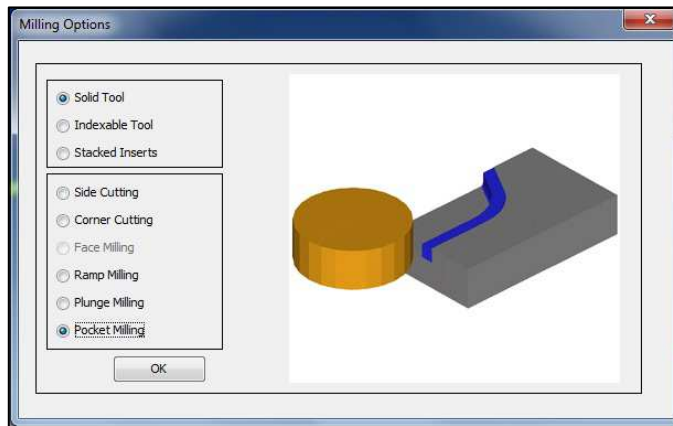 Milling Options
Solid Tool
Indexable Tool
Stacked Inserts
Side Cutting
Corner Cutting
Face Milling
Ramp Milling
Plunge Milling
Pocket Milling
OK